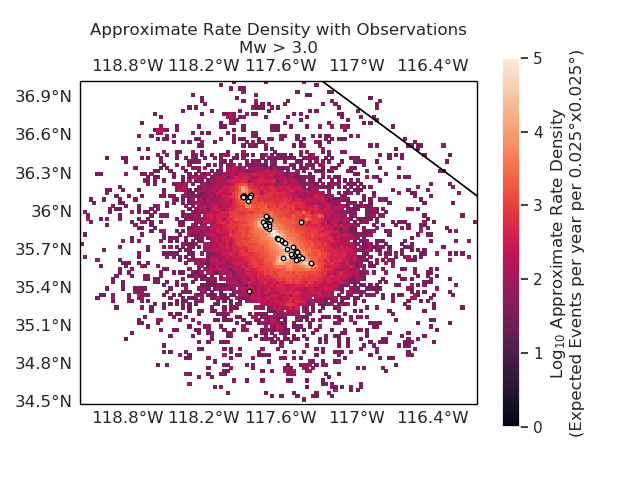 Approximate Rate Density with Observations
Mw > 3.0
118.8°W 118.2°W 117.6°W 117°W 116.4°W
36.9°N
36.6°N
36.3°N
36°N
35.7°N
35.4°N
35.1°N
34.8°N
34.5°N
118.8°W 118.2°W 117.6°W 117°W 116.4°W
5
4
3
2
1
0
Log₁₀ Approximate Rate Density
(Expected Events per year per 0.025°x0.025°)